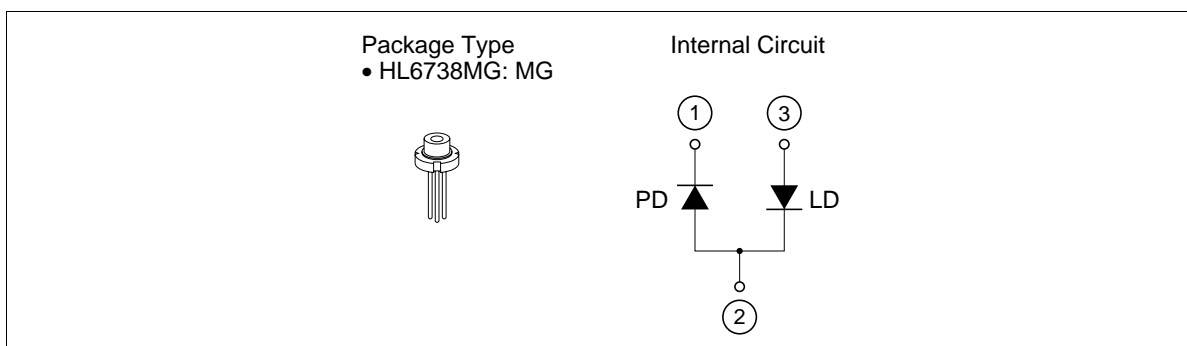 Package Type
• HL6738MG: MG
Internal Circuit
1
3
PD
LD
2